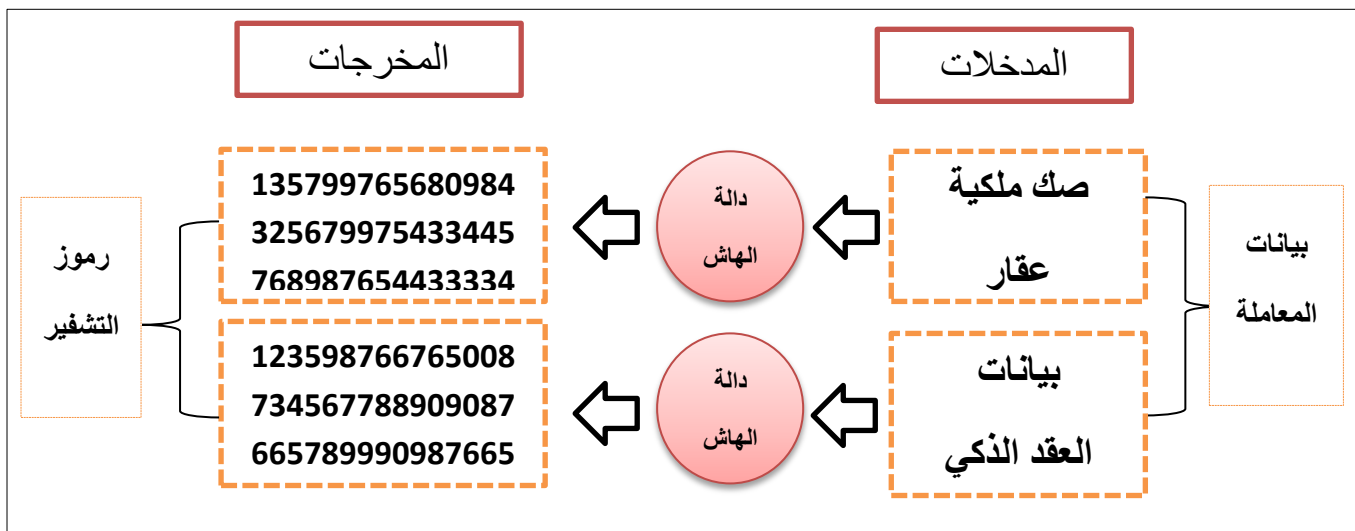 المدخلات
المخرجات
بيانات
المعاملة
صك ملكية
عقار
دالة
الهاش
135799765680984
325679975433445
768987654433334
رموز
التشفير
بيانات
العقد الذكي
دالة
الهاش
123598766765008
734567788909087
665789990987665